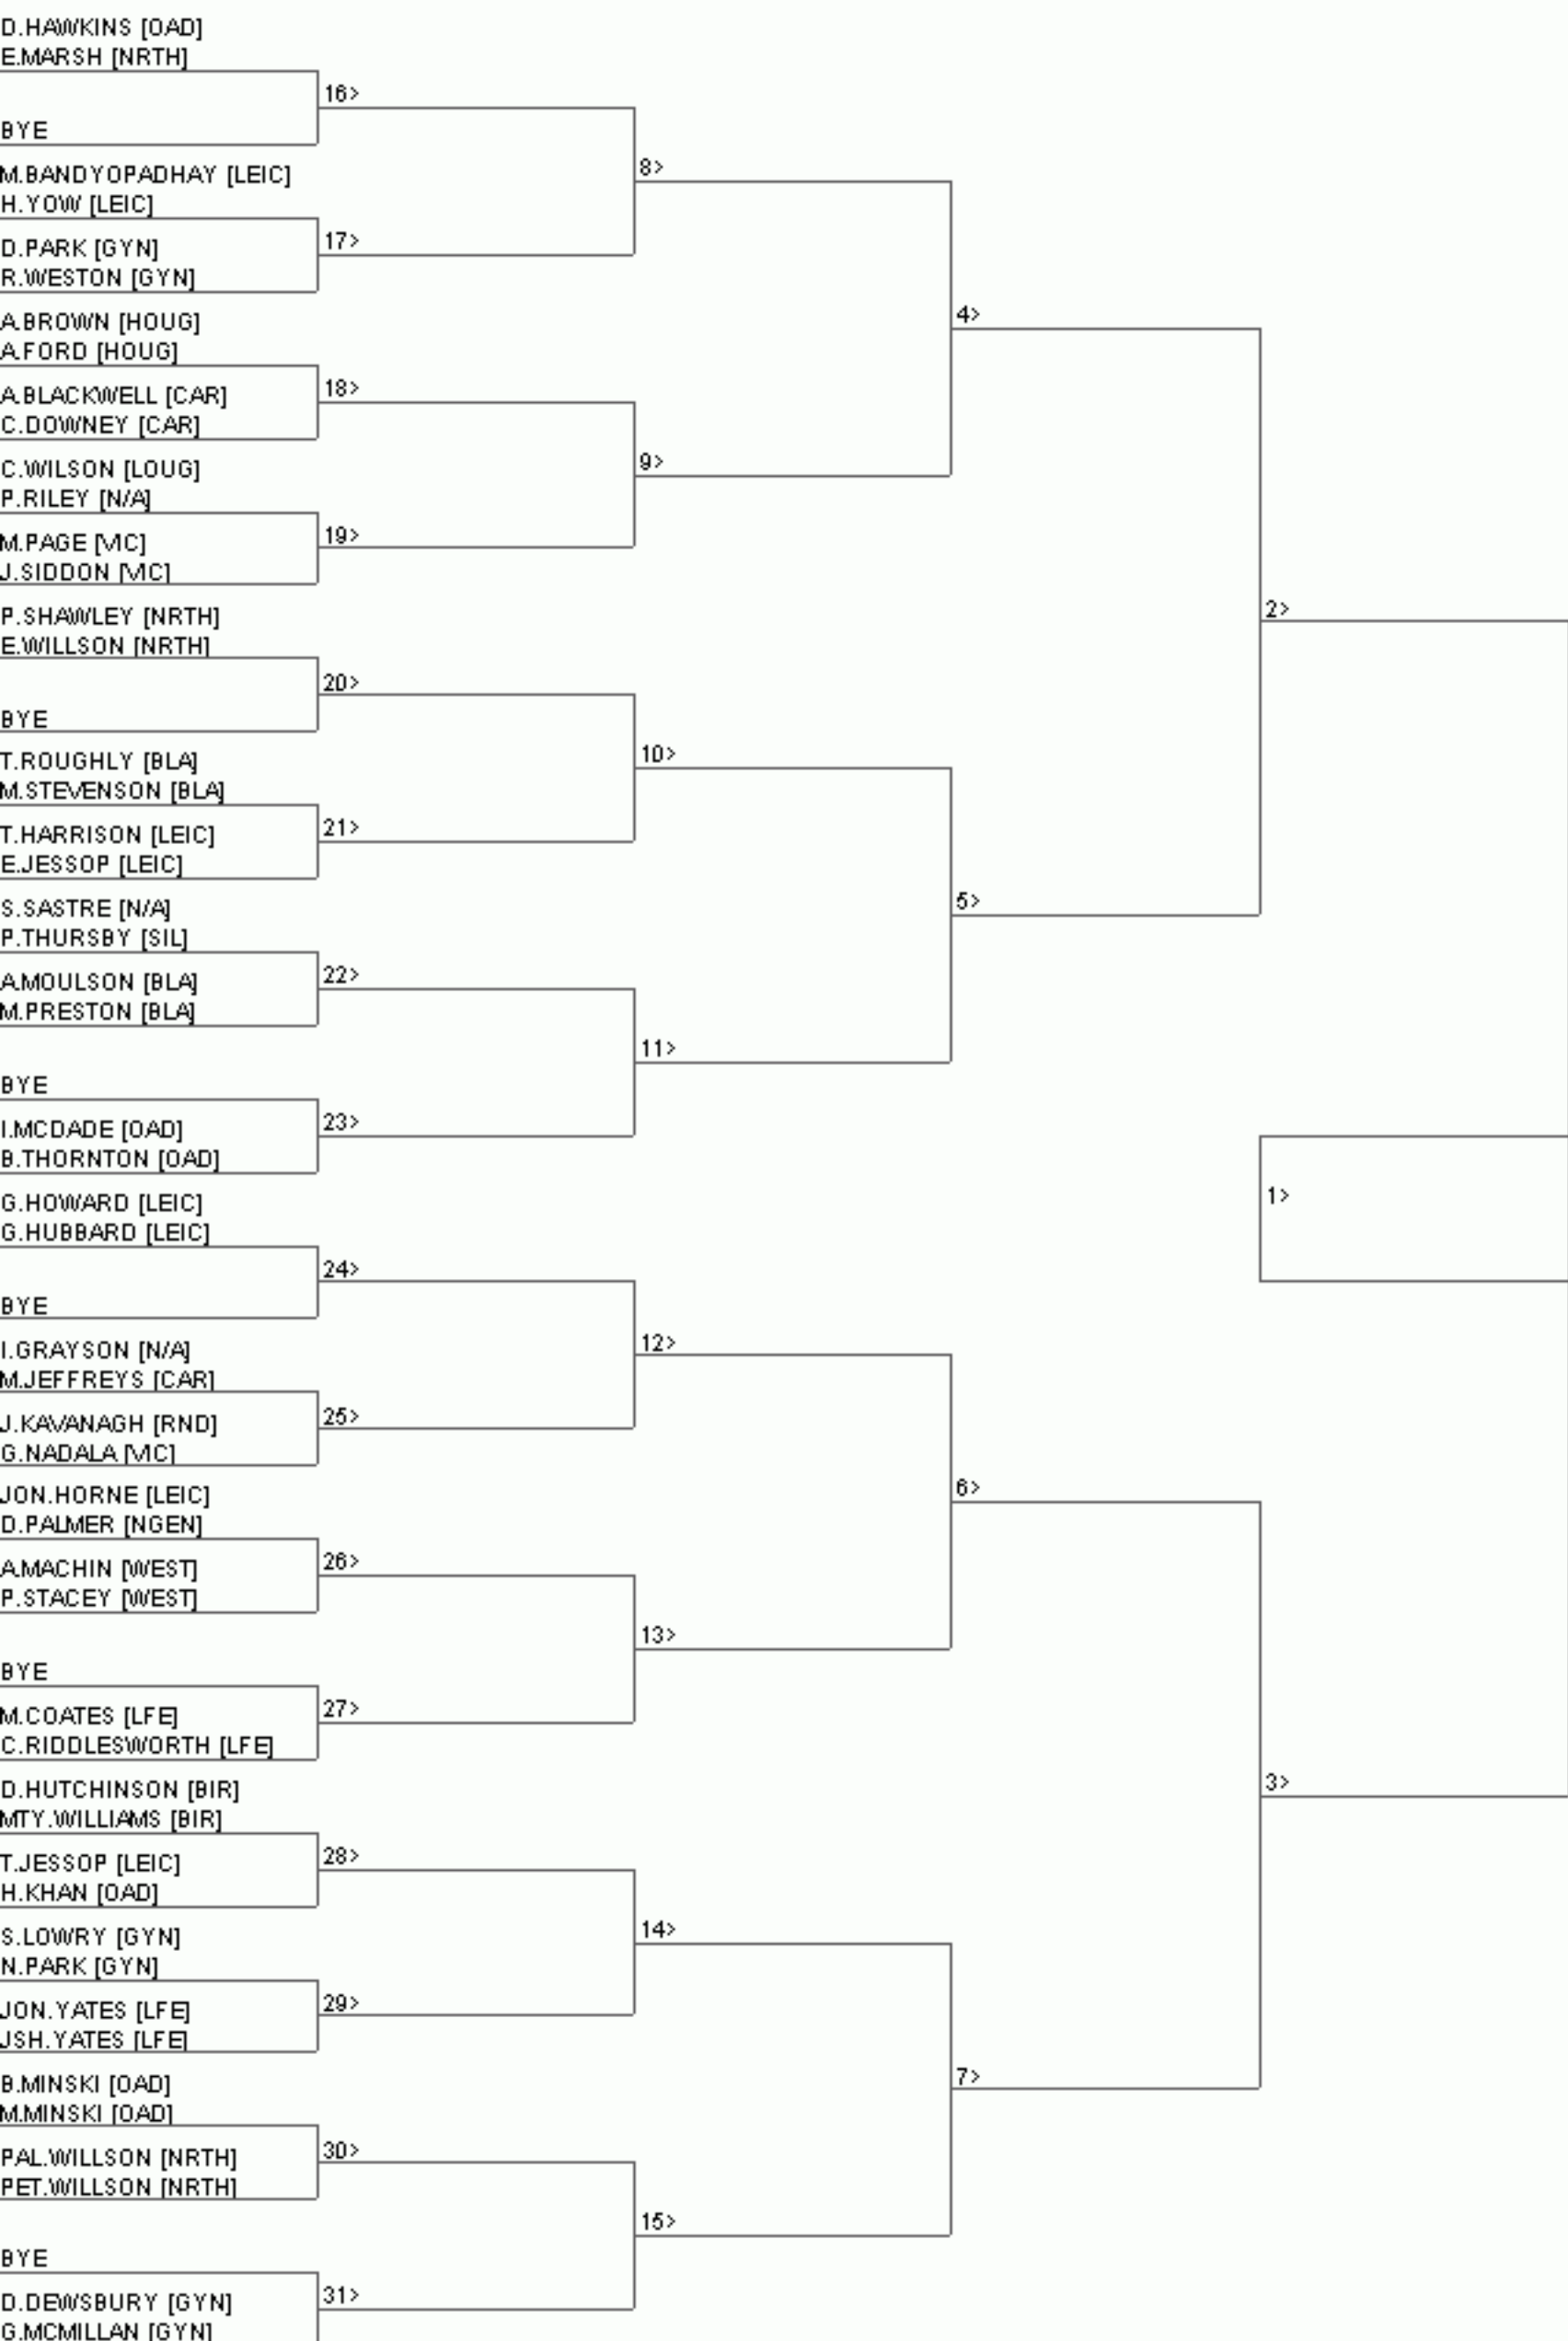 D.HAWKINS [OAD]
E.MARSH [NRTH]
16>
BYE
8>
M.BANDYOPADHAY [LEIC]
H.YOW [LEIC]
17>
D.PARK [GYN]
R.WESTON [GYN]
4>
A.BROWN [HOUG]
A.FORD [HOUG]
18>
A.BLACKWELL [CAR]
C.DOWNEY [CAR]
9>
C.WILSON [LOUG]
P.RILEY [N/A]
19>
M.PAGE [VIC]
J.SIDDON [VIC]
2>
P.SHAWLEY [NRTH]
E.WILLSON [NRTH]
20>
BYE
10>
T.ROUGHLY [BLA]
M.STEVENSON [BLA]
21>
T.HARRISON [LEIC]
E.JESSOP [LEIC]
5>
S.SASTRE [N/A]
P.THURSBY [SIL]
22>
A.MOULSON [BLA]
M.PRESTON [BLA]
11>
BYE
23>
I.MCDADE [OAD]
B.THORNTON [OAD]
1>
G.HOWARD [LEIC]
G.HUBBARD [LEIC]
24>
BYE
12>
I.GRAYSON [N/A]
M.JEFFREYS [CAR]
25>
J.KAVANAGH [RND]
G.NADALA [VIC]
6>
JON.HORNE [LEIC]
D.PALMER [NGEN]
26>
A.MACHIN [WEST]
P.STACEY [WEST]
13>
BYE
27>
M.COATES [LFE]
C.RIDDLESWORTH [LFE]
3>
D.HUTCHINSON [BIR]
MTY.WILLIAMS [BIR]
28>
T.JESSOP [LEIC]
H.KHAN [OAD]
14>
S.LOWRY [GYN]
N.PARK [GYN]
29>
JON.YATES [LFE]
JSH.YATES [LFE]
7>
B.MINSKI [OAD]
M.MINSKI [OAD]
30>
PAL.WILLSON [NRTH]
PET.WILLSON [NRTH]
15>
BYE
31>
D.DEWSBURY [GYN]
G.MCMILLAN [GYN]